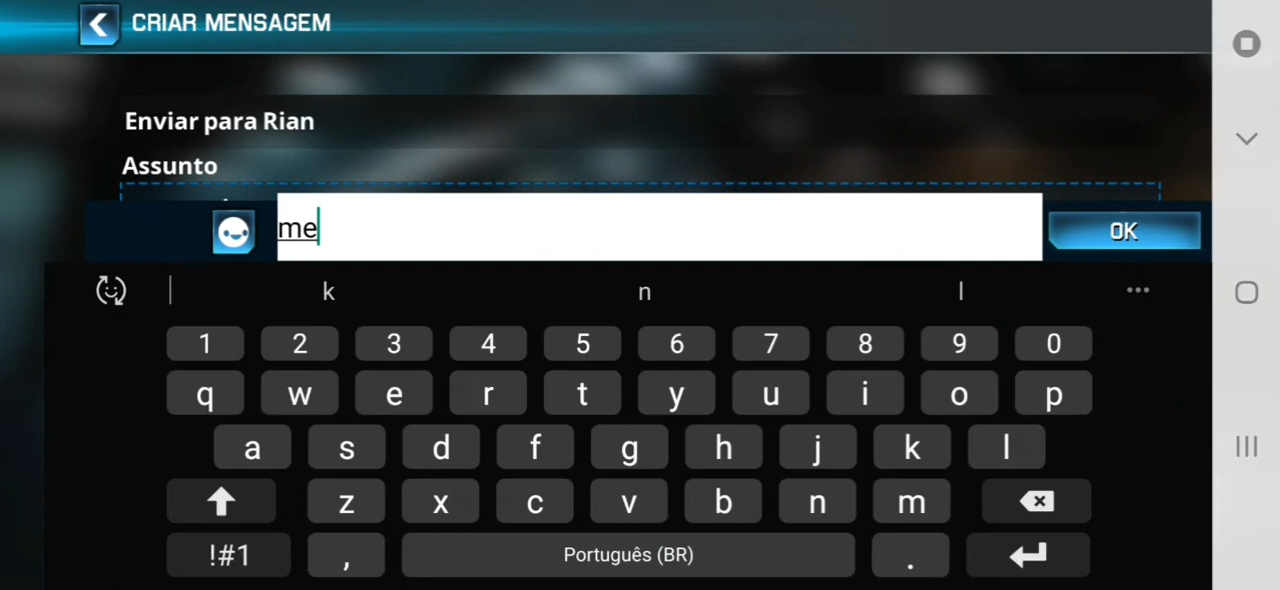 CRIAR MENSAGEM
Enviar para Rian
Assunto
me
OK
k n l
1 2 3 4 5 6 7 8 9 0
q w e r t y u i o p
a s d f g h j k l
z x c v b n m
!#1 , Português (BR) .